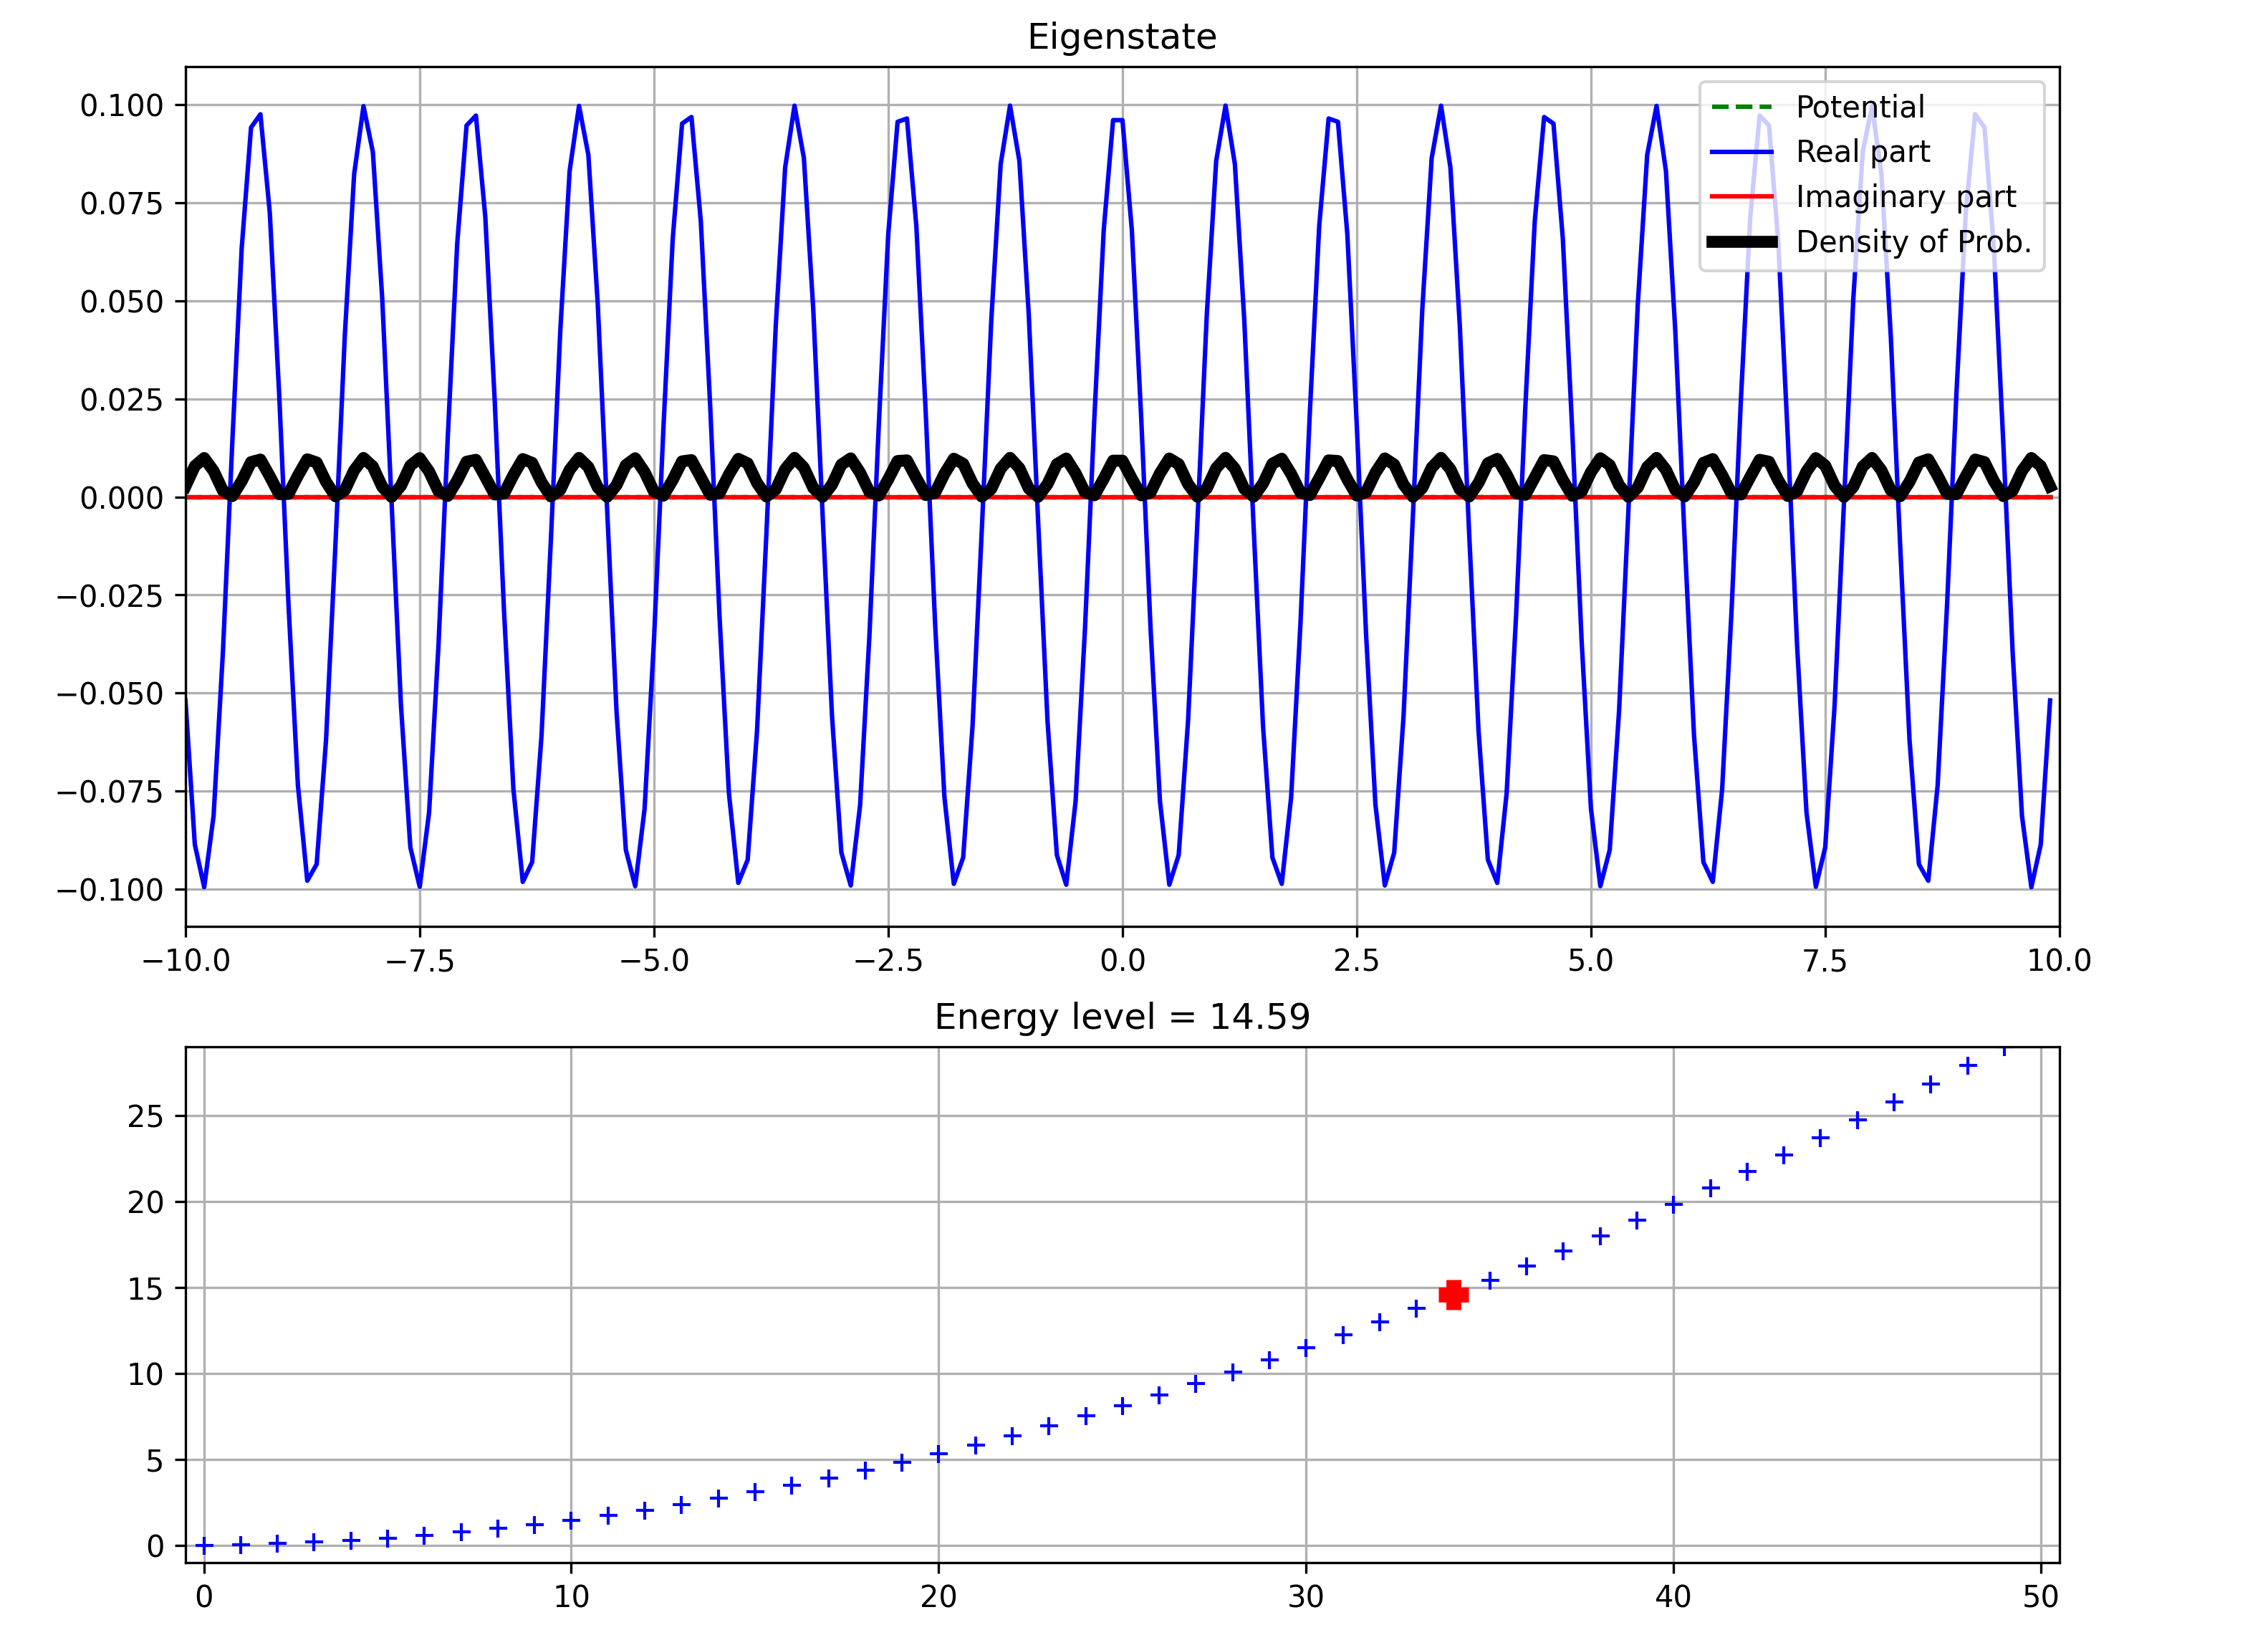 Eigenstate
0.100
0.075
0.050
0.025
0.000
−0.025
−0.050
−0.075
−0.100
Potential
Real part
Imaginary part
Density of Prob.
−10.0 −7.5 −5.0 −2.5 0.0 2.5 5.0 7.5 10.0
Energy level = 14.59
25
20
15
10
5
0
0 10 20 30 40 50